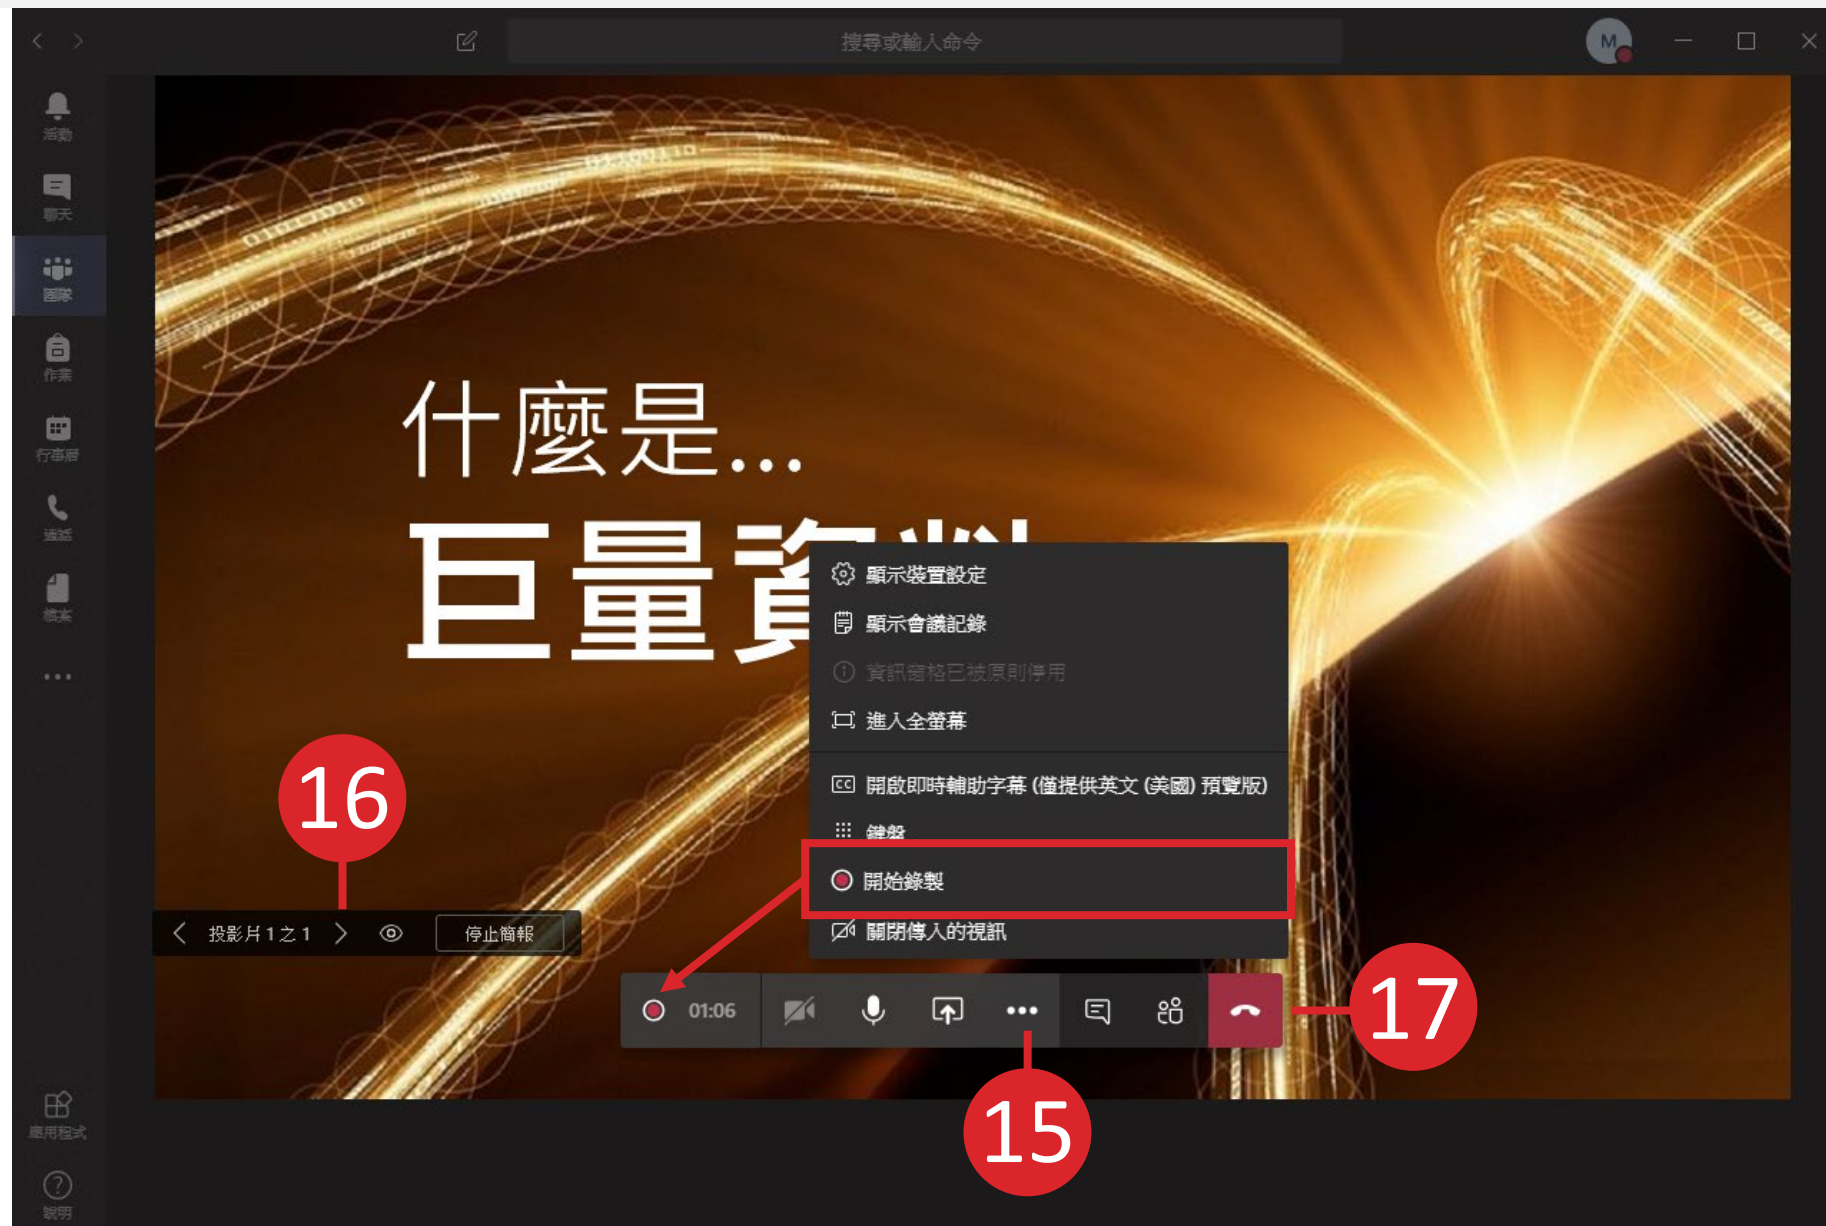 搜尋或輸入命令
M
活動
聊天
團隊
作業
行事曆
通話
檔案
應用程式
說明
什麼是...
巨量資料
顯示裝置設定
顯示會議記錄
資訊窗格已被原則停用
進入全螢幕
CC 開啟即時輔助字幕 (僅提供英文 (美國) 預覽版)
鍵盤
開始錄製
關閉傳入的視訊
16
投影片 1 之 1
停止簡報
01:06
17
15